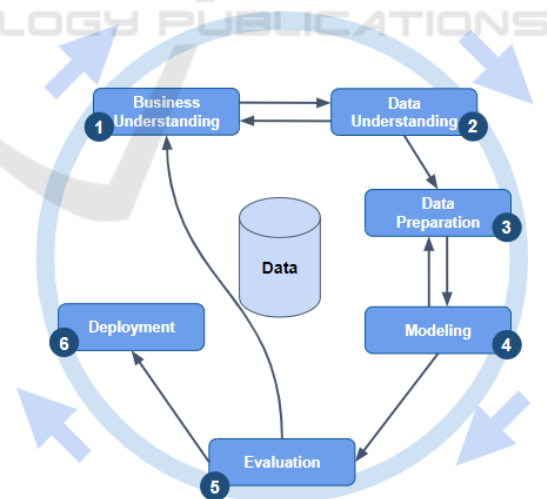 LOGY PUBLICATIONS
Business
Understanding
1
Data
Understanding
2
Data
Preparation
3
Data
Modeling
4
Deployment
6
Evaluation
5